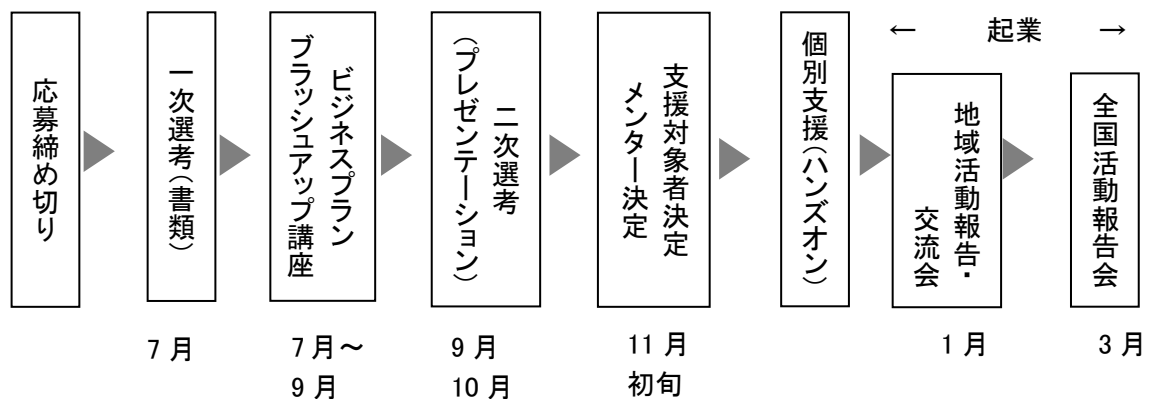 応募締め切り
一次選考（書類）
ビジネスプラン
ブラッシュアップ講座
二次選考
（プレゼンテーション）
支援対象者決定
メンター決定
個別支援（ハンズオン）
← 起業 →
地域活動報告・
交流会
全国活動報告会
7 月
7 月～
9 月
9 月
10 月
11 月
初旬
1 月
3 月